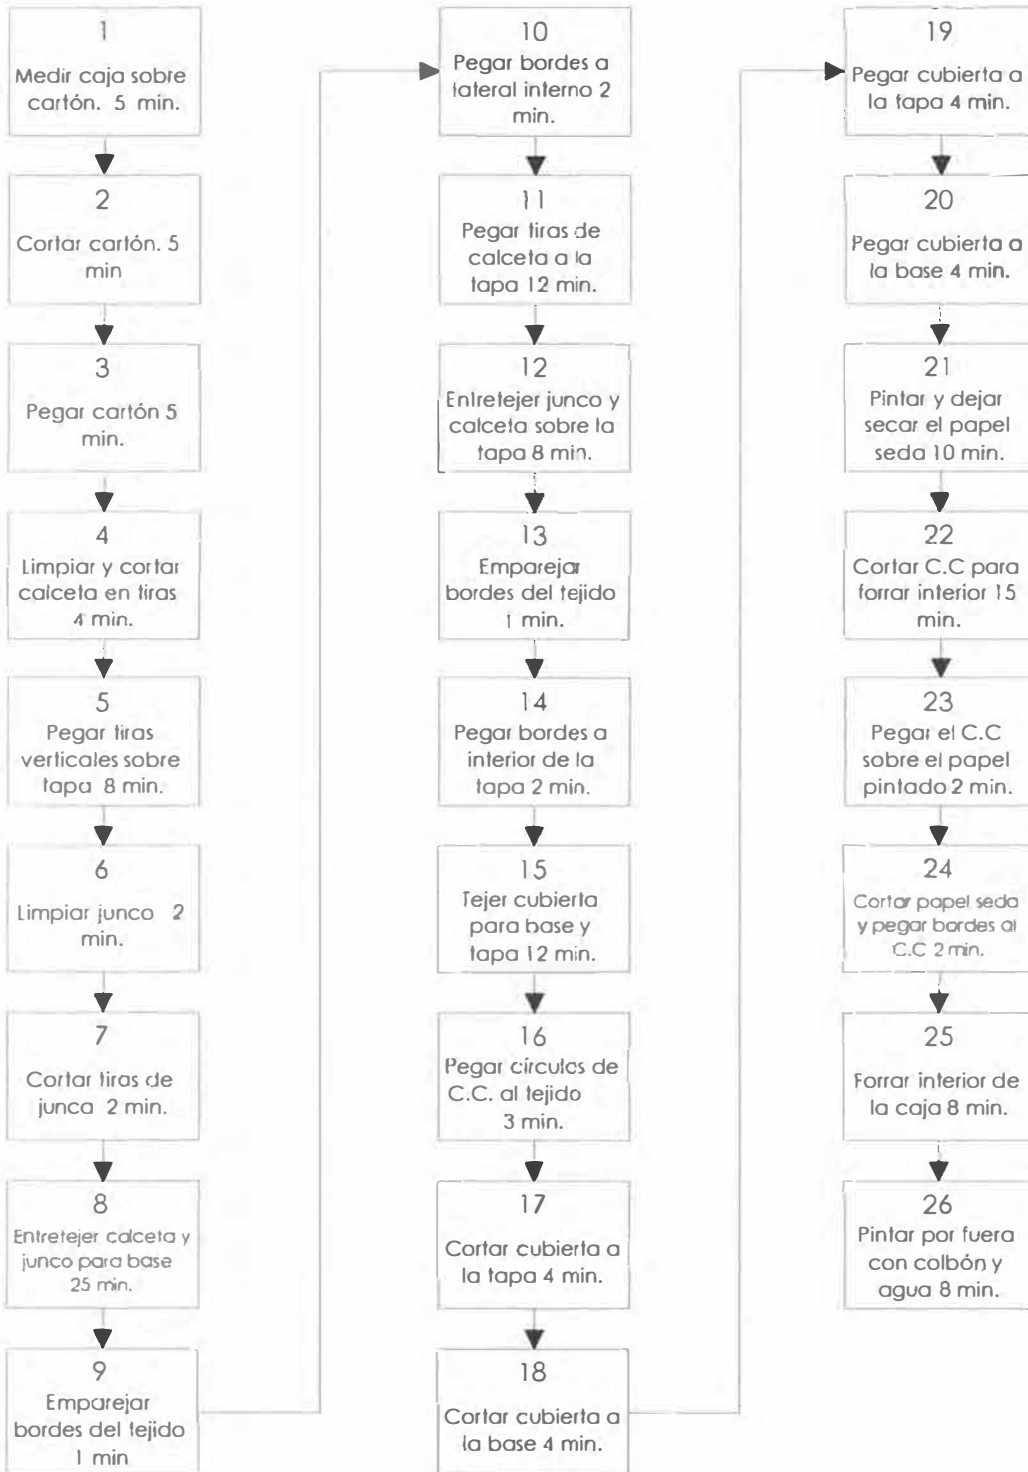 1
Medir caja sobre
cartón. 5 min.
2
Cortar cartón. 5
min
3
Pegar cartón 5
min.
4
Limpiar y cortar
calceta en tiras
4 min.
5
Pegar tiras
verticales sobre
tapa 8 min.
6
Limpiar junco 2
min.
7
Cortar tiras de
junca 2 min.
8
Entretejer calceta y
junco para base
25 min.
9
Emparejar
bordes del tejido
1 min
10
Pegar bordes a
lateral interno 2
min.
11
Pegar tiras de
calceta a la
tapa 12 min.
12
Entretejer junco y
calceta sobre la
tapa 8 min.
13
Emparejar
bordes del tejido
1 min.
14
Pegar bordes a
interior de la
tapa 2 min.
15
Tejer cubierta
para base y
tapa 12 min.
16
Pegar círculos de
C.C. al tejido
3 min.
17
Cortar cubierta a
la tapa 4 min.
18
Cortar cubierta a
la base 4 min.
19
Pegar cubierta a
la tapa 4 min.
20
Pegar cubierta a
la base 4 min.
21
Pintar y dejar
secar el papel
seda 10 min.
22
Cortar C.C para
forrar interior 15
min.
23
Pegar el C.C
sobre el papel
pintado 2 min.
24
Cortar papel seda
y pegar bordes al
C.C 2 min.
25
Forrar interior de
la caja 8 min.
26
Pintar por fuera
con colbón y
agua 8 min.